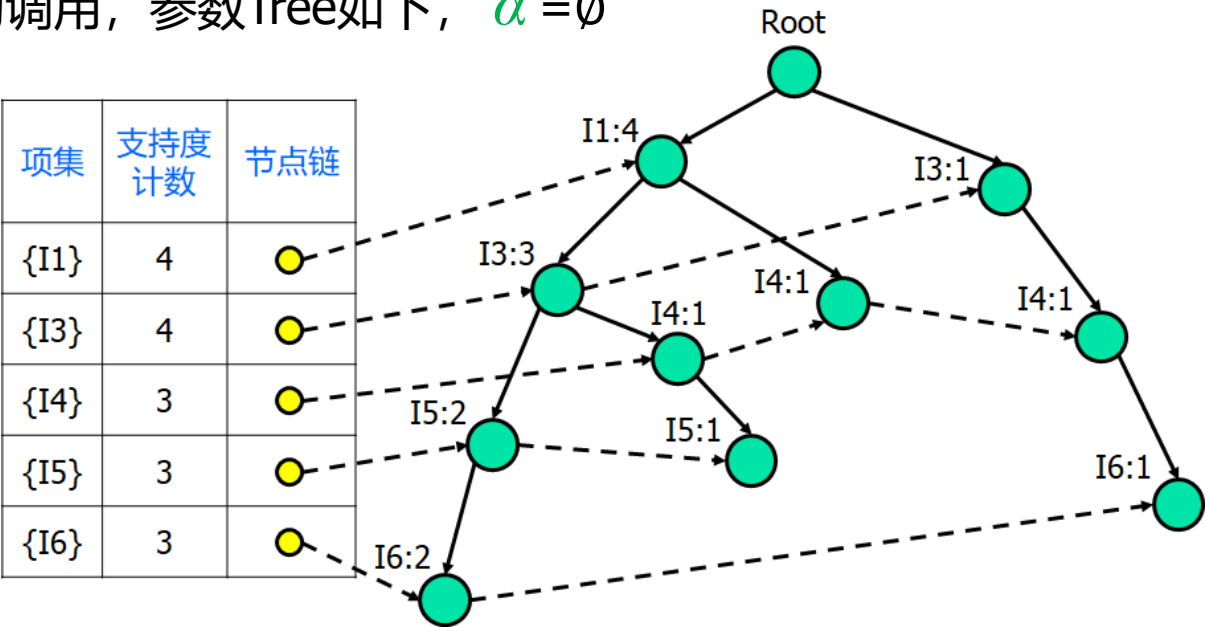 调用，参数Tree如下， α =∅
Root
I1:4
I3:1
项集 支持度计数 节点链
I3:3
I4:1
I4:1
I4:1
{I1} 4
{I3} 4
{I4} 3
I5:2
I5:1
{I5} 3
I6:1
{I6} 3
I6:2